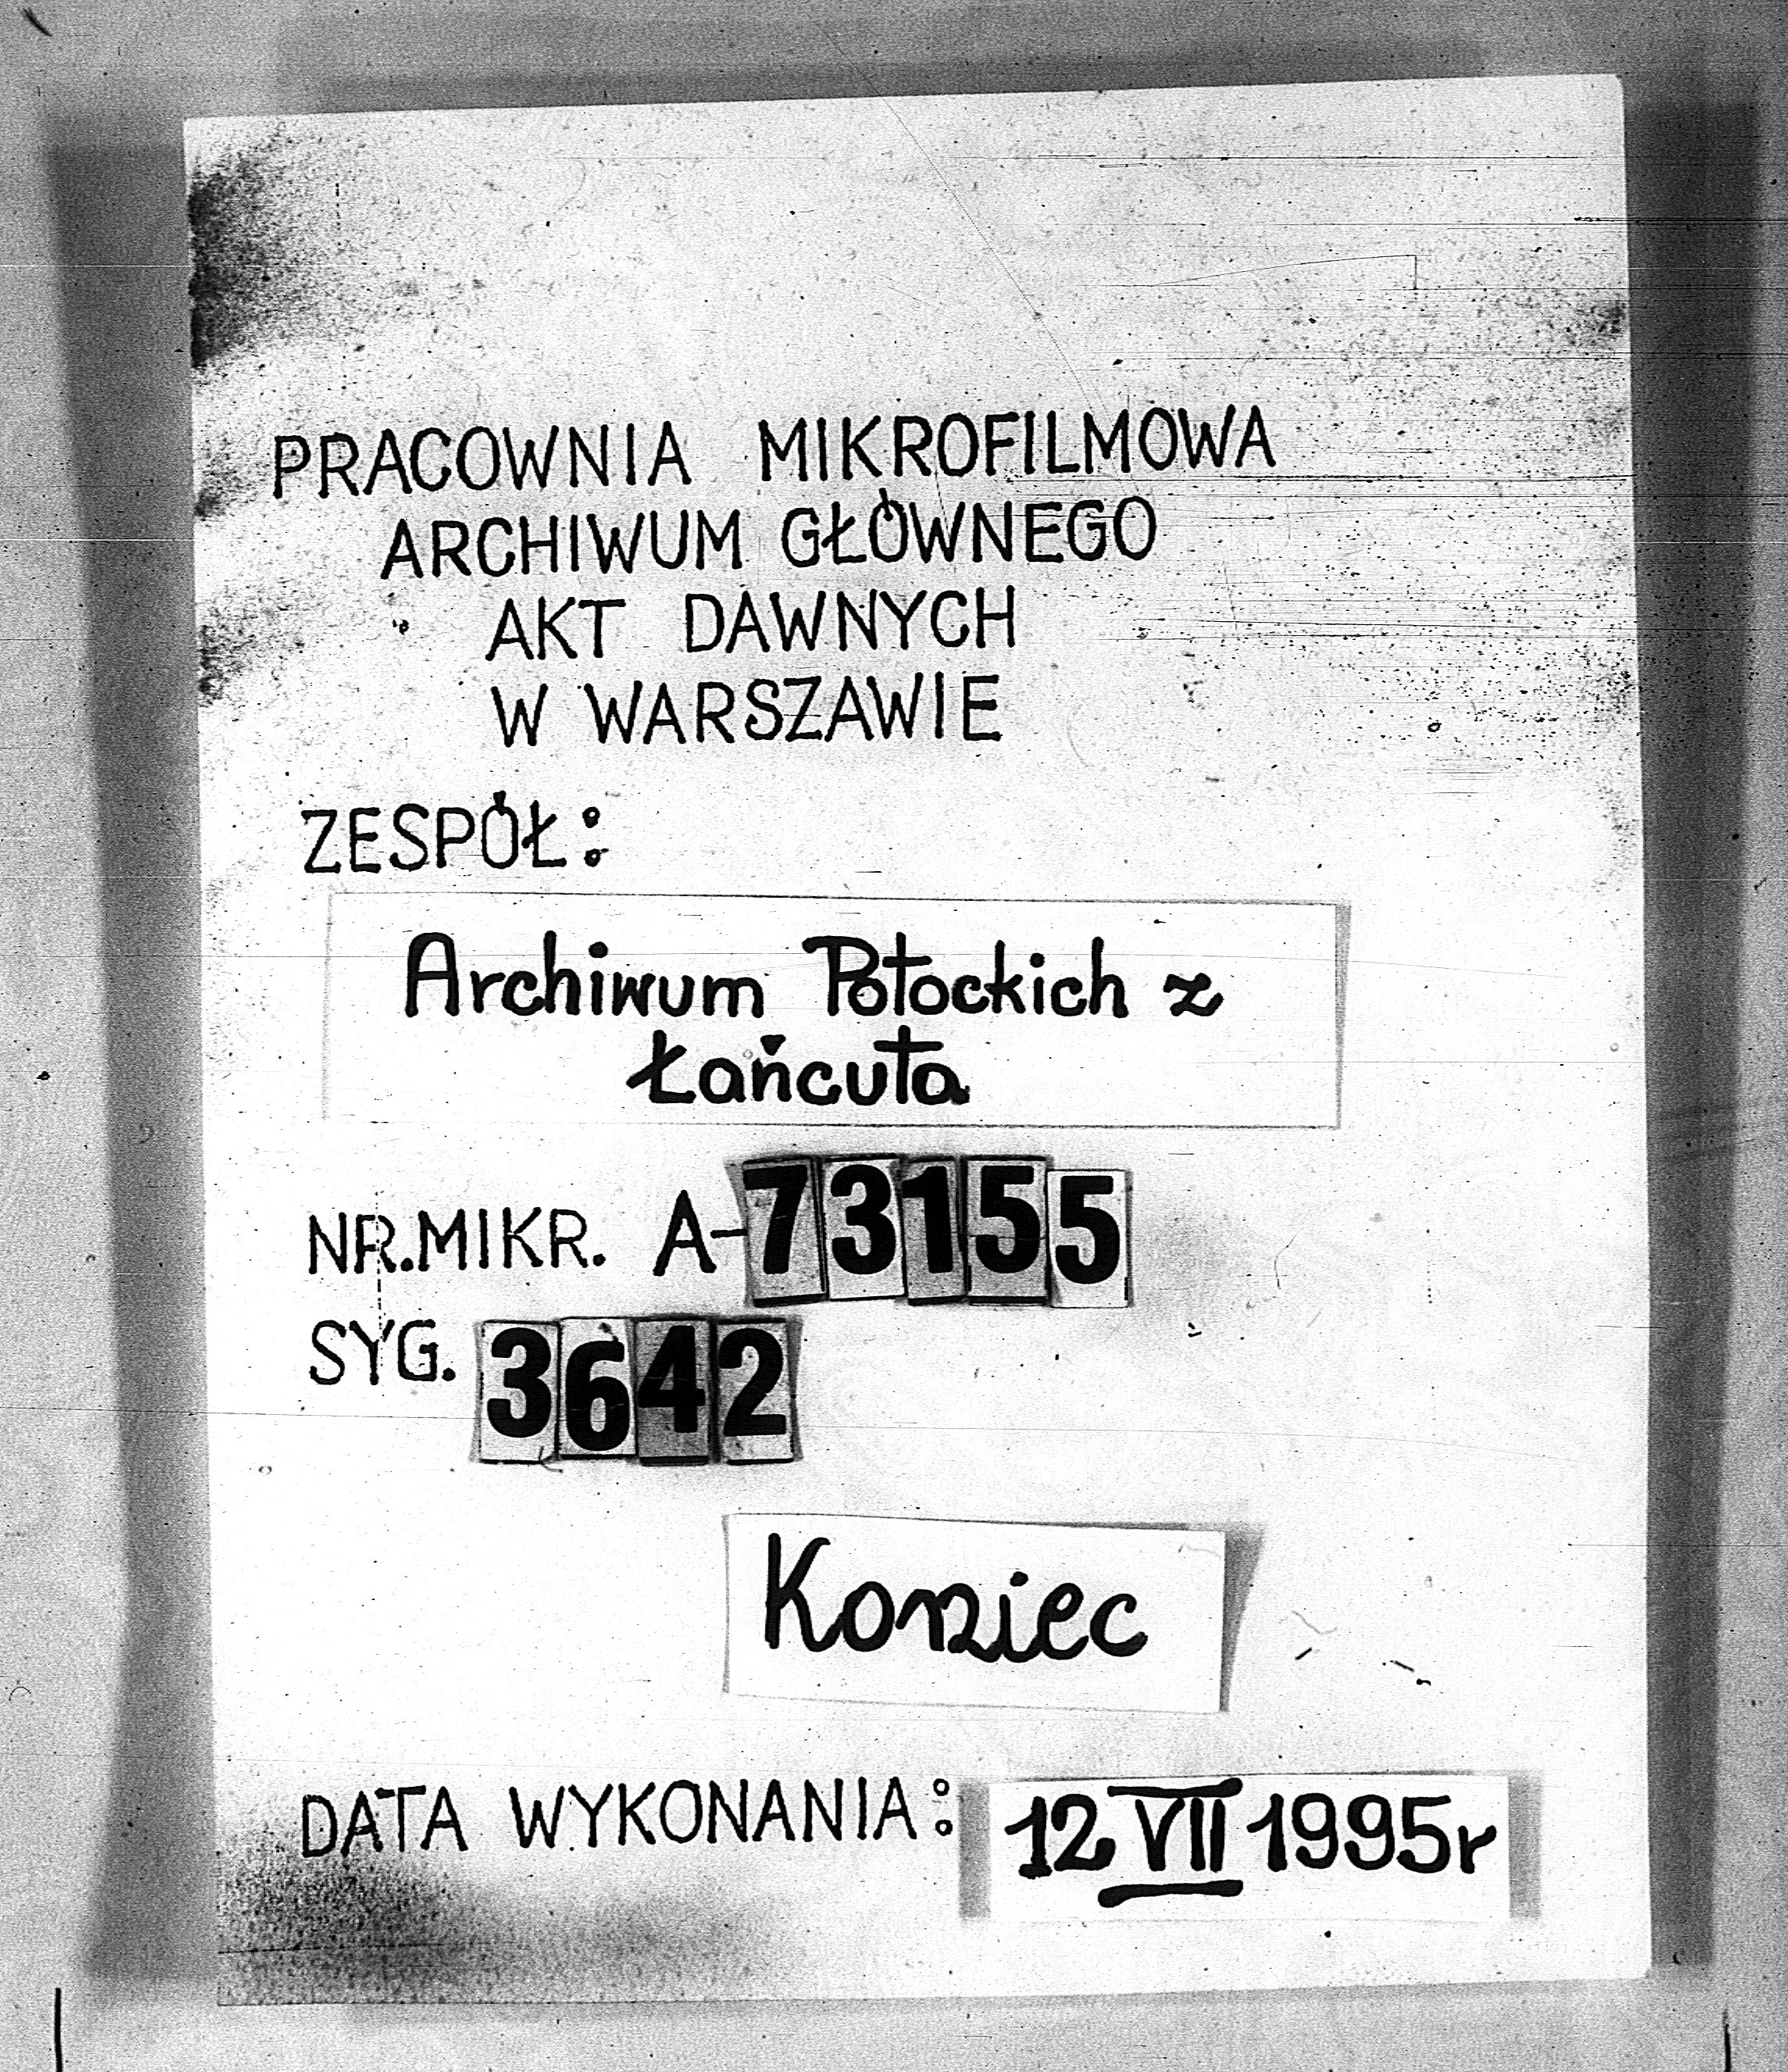 PRACOWNIA MIKROFILMOWA
ARCHIWUM GŁÓWNEGO
AKT DAWNYCH
W WARSZAWIE
ZESPÓŁ:
Archiwum Potockich z
Łańcuta
NR.MIKR. A-73155
SYG. 3642
Koniec
DATA WYKONANIA: 12 VII 1995r